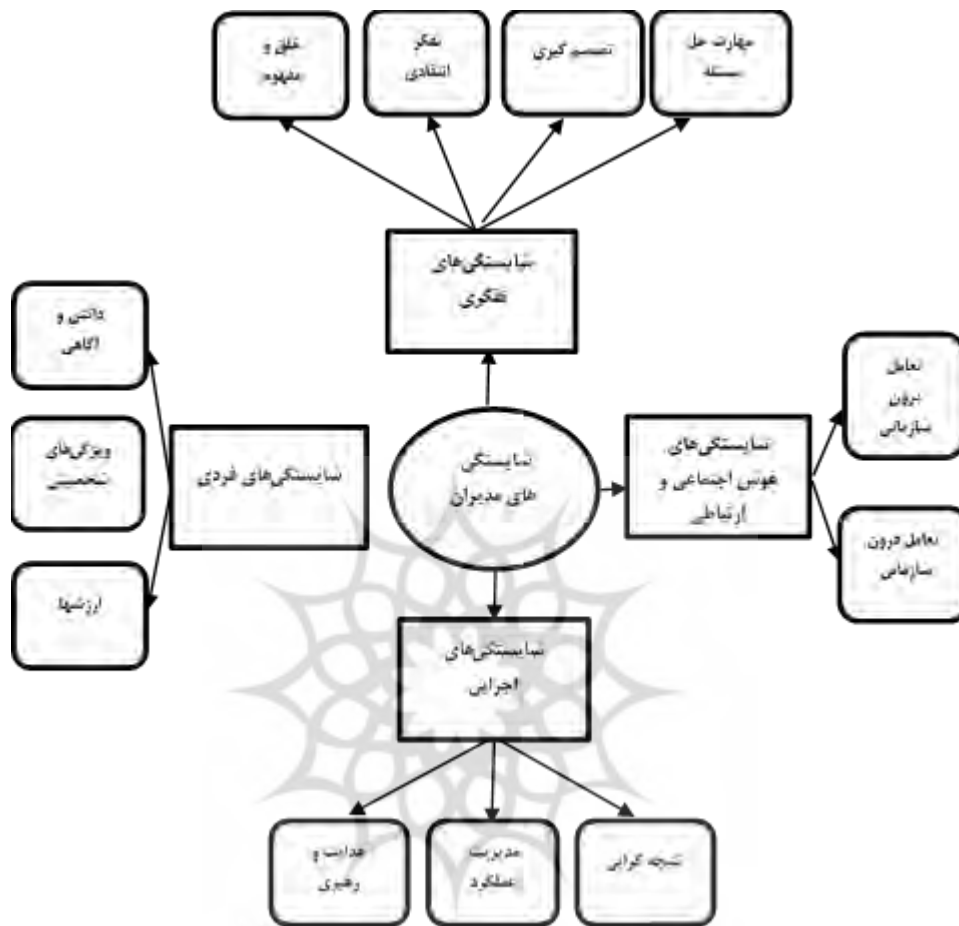 مهارت حل
مسئله
تصمیم گیری
تفکر
انتقادی
خلق و
مفهوم
شایستگی‌های
تفکری
دانش و
آگاهی
ویژگی‌های
شخصیتی
ارزشها
شایستگی‌های فردی
شایستگی
های مدیران
شایستگی‌های
هوش اجتماعی و
ارتباطی
تعامل
برون
سازمانی
تعامل درون
سازمانی
شایستگی‌های
اجرایی
نتیجه گرایی
مدیریت
عملکرد
هدایت و
رهبری